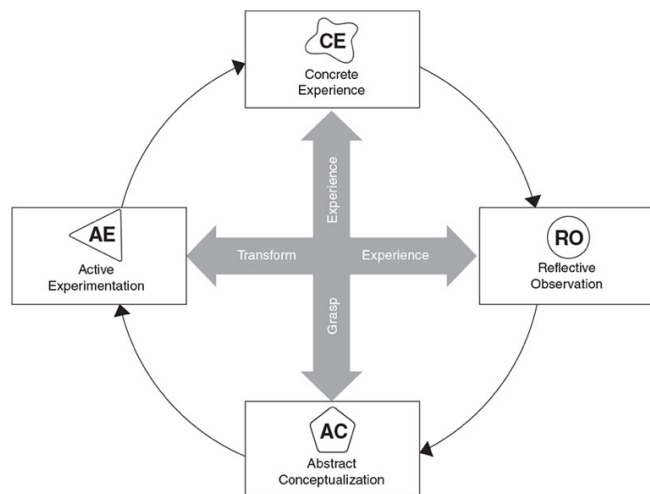 CE
Concrete
Experience
AE
Active
Experimentation
Transform
Experience
Experience
Grasp
RO
Reflective
Observation
AC
Abstract
Conceptualization